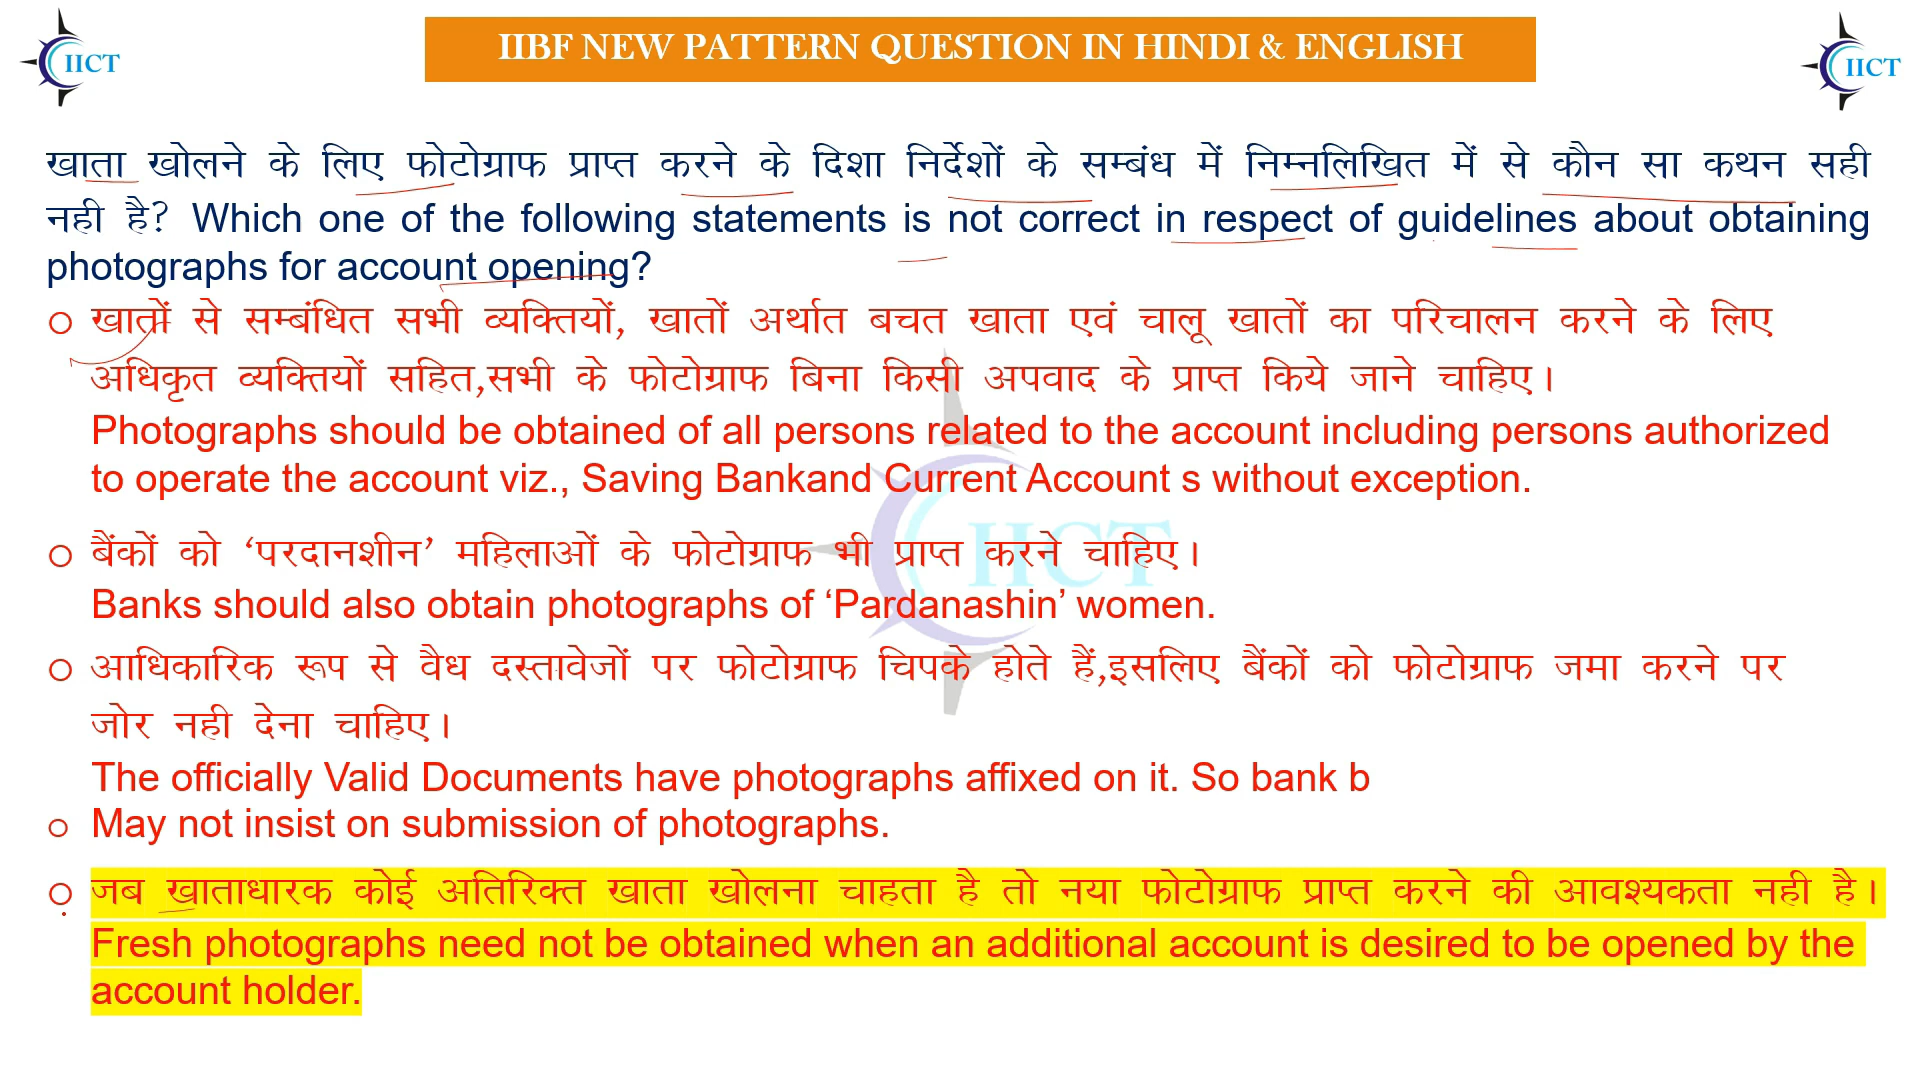 IICT
IIBF NEW PATTERN QUESTION IN HINDI & ENGLISH
IICT
खाता खोलने के लिए फोटोग्राफ प्राप्त करने के दिशा निर्देशों के सम्बंध में निम्नलिखित में से कौन सा कथन सही
नही है? Which one of the following statements is not correct in respect of guidelines about obtaining
photographs for account opening?
खातों से सम्बंधित सभी व्यक्तियों, खातों अर्थात बचत खाता एवं चालू खातों का परिचालन करने के लिए
अधिकृत व्यक्तियों सहित,सभी के फोटोग्राफ बिना किसी अपवाद के प्राप्त किये जाने चाहिए।
Photographs should be obtained of all persons related to the account including persons authorized
to operate the account viz., Saving Bankand Current Account s without exception.
बैंकों को ‘परदानशीन’ महिलाओं के फोटोग्राफ भी प्राप्त करने चाहिए।
IICT
Banks should also obtain photographs of ‘Pardanashin’ women.
आधिकारिक रूप से वैध दस्तावेजों पर फोटोग्राफ चिपके होते हैं,इसलिए बैंकों को फोटोग्राफ जमा करने पर
जोर नही देना चाहिए।
The officially Valid Documents have photographs affixed on it. So bank b
May not insist on submission of photographs.
जब खाताधारक कोई अतिरिक्त खाता खोलना चाहता है तो नया फोटोग्राफ प्राप्त करने की आवश्यकता नही है।
Fresh photographs need not be obtained when an additional account is desired to be opened by the
account holder.